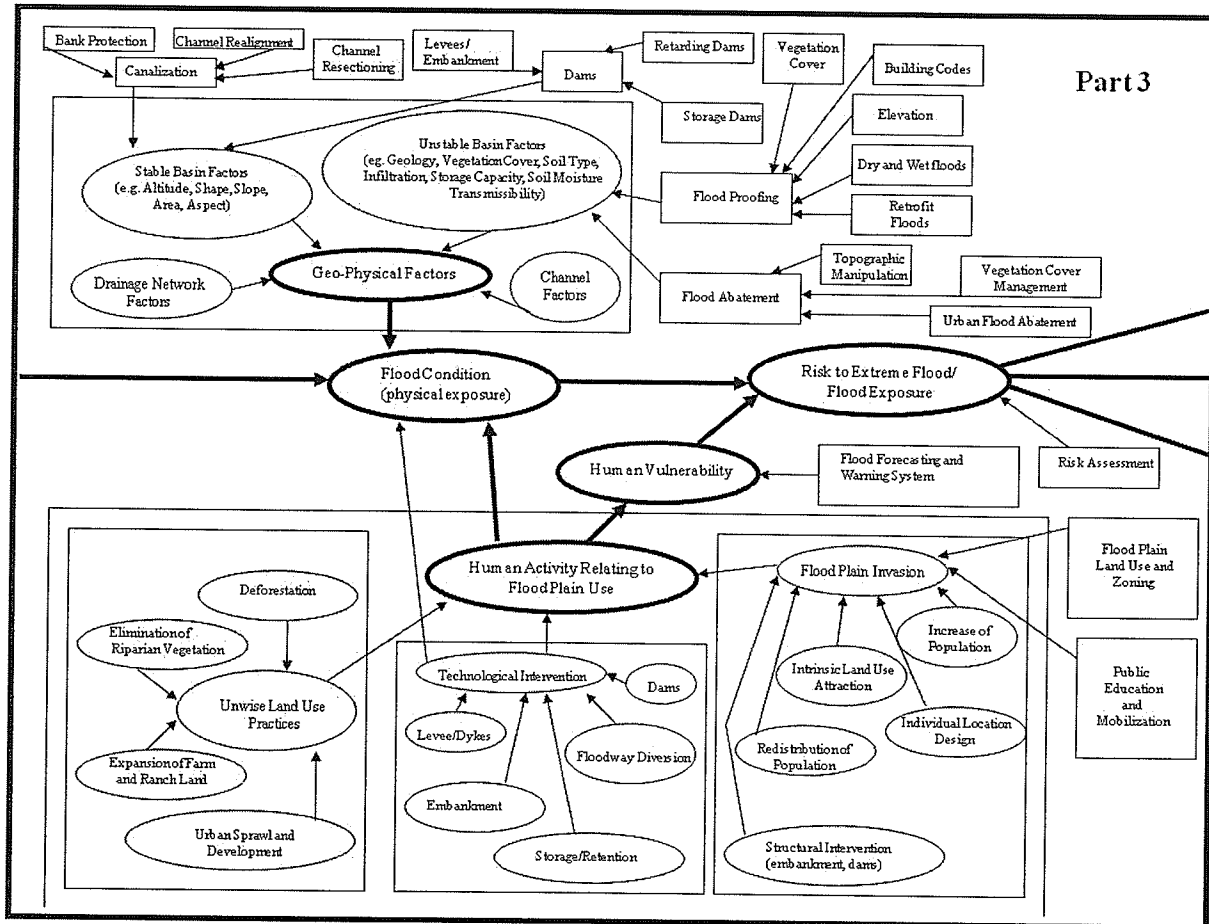 Bank Protection
Channel Realignment
Canalization
Channel
Resectioning
Levees/
Embankment
Retarding Dams
Dams
Storage Dams
Vegetation
Cover
Building Codes
Part 3
Elevation
Dry and Wet floods
Flood Proofing
Retrofit
Floods
Stable Basin Factors
(e.g. Altitude, Shape, Slope,
Area, Aspect)
Unstable Basin Factors
(eg. Geology, Vegetation Cover, Soil Type,
Infiltration, Storage Capacity, Soil Moisture
Transmissibility)
Geo-Physical Factors
Drainage Network
Factors
Channel
Factors
Topographic
Manipulation
Flood Abatement
Vegetation Cover
Management
Urban Flood Abatement
Flood Condition
(physical exposure)
Risk to Extreme Flood/
Flood Exposure
Human Vulnerability
Flood Forecasting and
Warning System
Risk Assessment
Human Activity Relating to
Flood Plain Use
Flood Plain Invasion
Flood Plain
Land Use and
Zoning
Deforestation
Elimination of
Riparian Vegetation
Unwise Land Use
Practices
Expansion of Farm
and Ranch Land
Urban Sprawl and
Development
Technological Intervention
Dams
Levee/Dykes
Floodway Diversion
Embankment
Storage/Retention
Increase of
Population
Intrinsic Land Use
Attraction
Individual Location
Design
Redistribution of
Population
Structural Intervention
(embankment, dams)
Public
Education
and
Mobilization